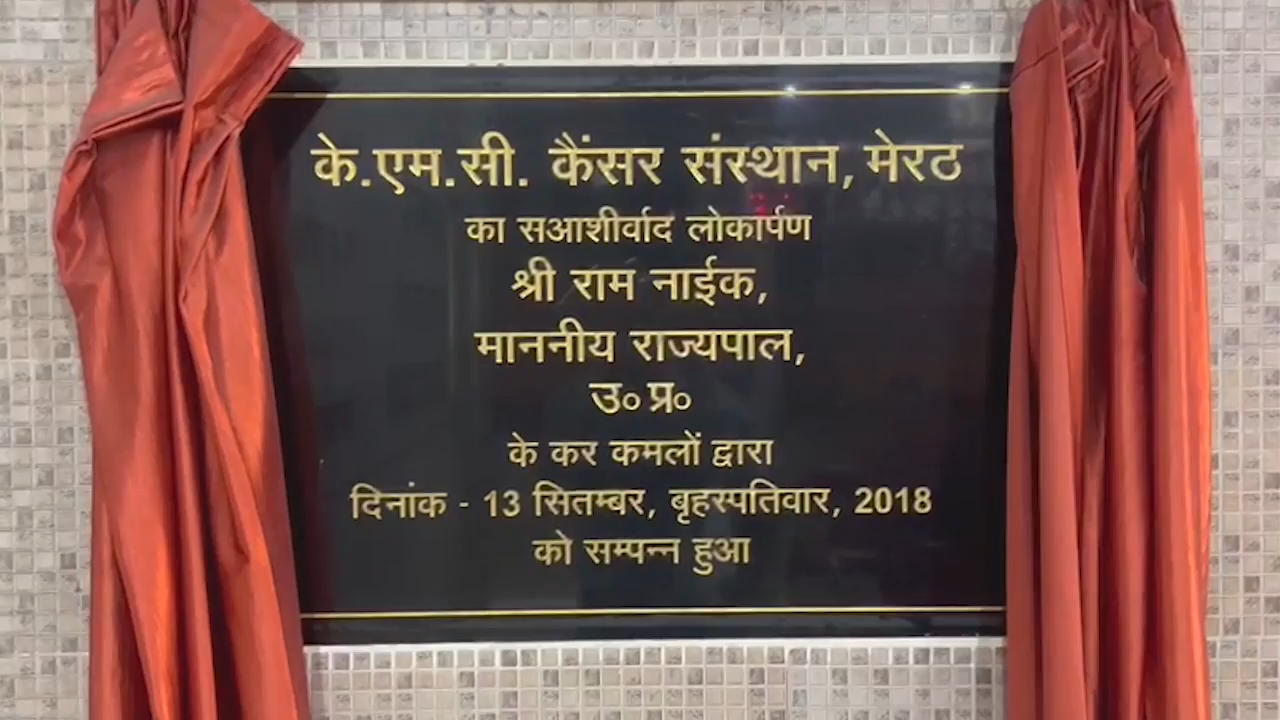 के.एम.सी. कैंसर संस्थान, मेरठ
का सआशीर्वाद लोकार्पण
श्री राम नाईक,
माननीय राज्यपाल,
उ० प्र०
के कर कमलों द्वारा
दिनांक - 13 सितम्बर, बृहस्पतिवार, 2018
को सम्पन्न हुआ